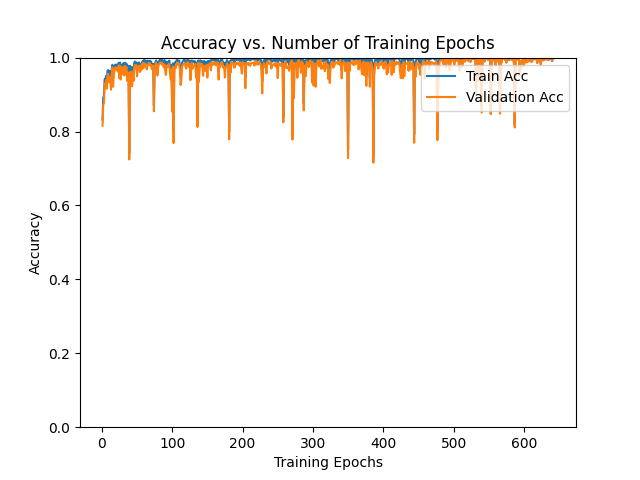 Accuracy vs. Number of Training Epochs
1.0
0.8
0.6
0.4
0.2
0.0
Accuracy
Train Acc
Validation Acc
0 100 200 300 400 500 600
Training Epochs